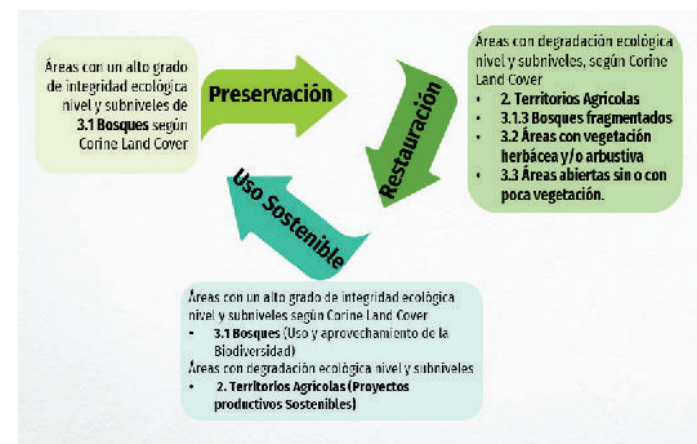 Áreas con un alto grado
de integridad ecológica
nivel y subniveles de
3.1 Bosques según
Corine Land Cover
Preservación
Restauración
Áreas con degradación ecológica
nivel y subniveles, según Corine
Land Cover
• 2. Territorios Agrícolas
• 3.1.3 Bosques fragmentados
• 3.2 Áreas con vegetación
herbácea y/o arbustiva
• 3.3 Áreas abiertas sin o con
poca vegetación.
Uso Sostenible
Áreas con un alto grado de integridad ecológica
nivel y subniveles según Corine Land Cover
• 3.1 Bosques (Uso y aprovechamiento de la
Biodiversidad)
Áreas con degradación ecológica nivel y subniveles
• 2. Territorios Agrícolas (Proyectos
productivos Sostenibles)